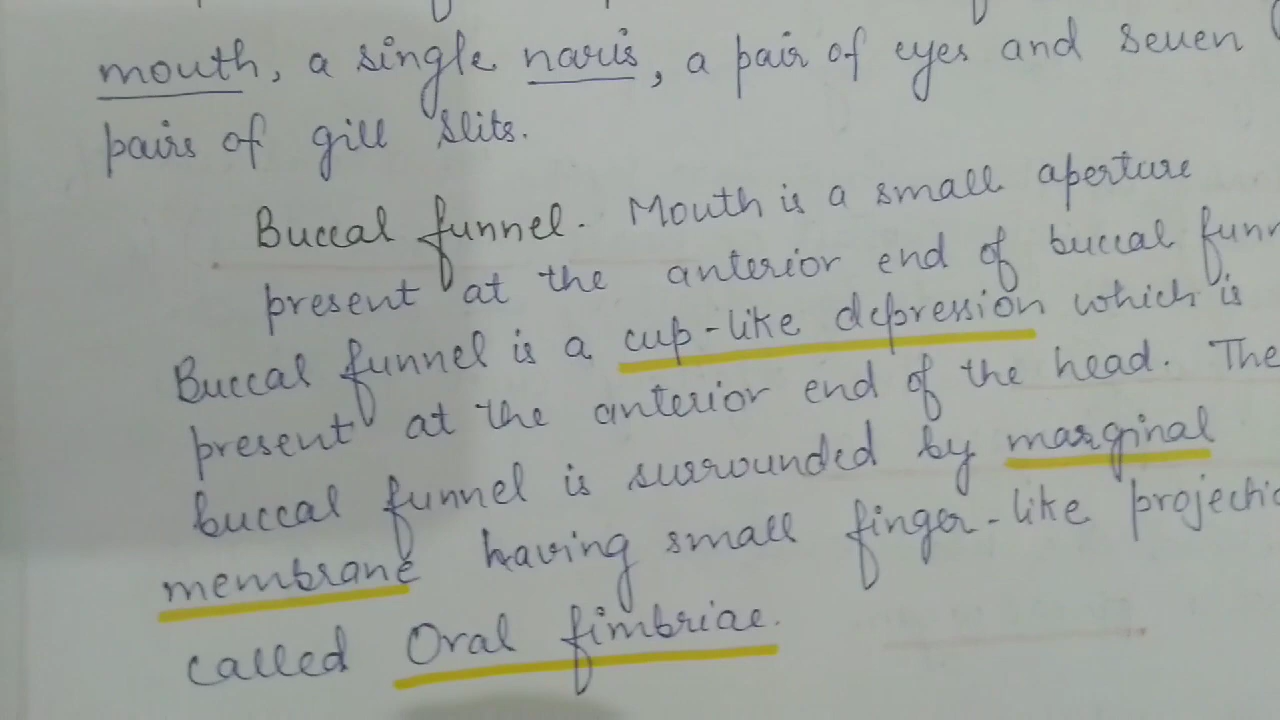 mouth, a single naris, a pair of eyes and seven
pairs of gill slits.
Buccal funnel. Mouth is a small aperture
present at the anterior end of buccal funn
Buccal funnel is a cup-like depression which is
present at the anterior end of the head. The
buccal funnel is surrounded by marginal
membrane having small finger-like projectio
called Oral fimbriae.